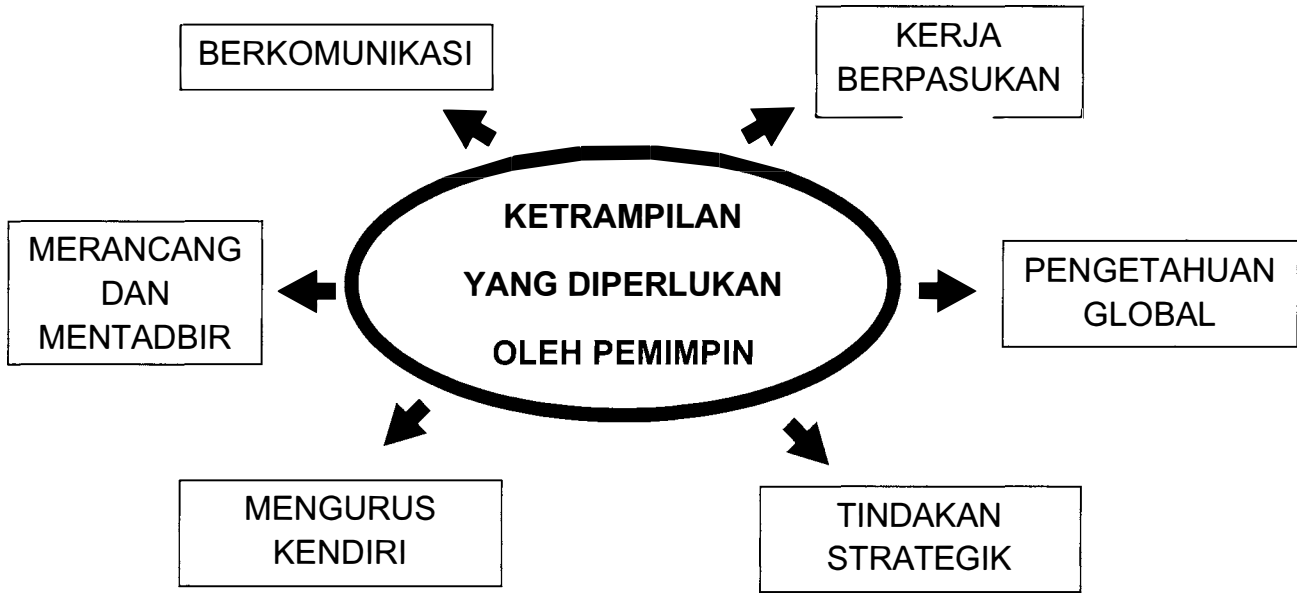 BERKOMUNIKASI
KERJA
BERPASUKAN
KETRAMPILAN
YANG DIPERLUKAN
OLEH PEMIMPIN
MERANCANG
DAN
MENTADBIR
PENGETAHUAN
GLOBAL
MENGURUS
KENDIRI
TINDAKAN
STRATEGIK